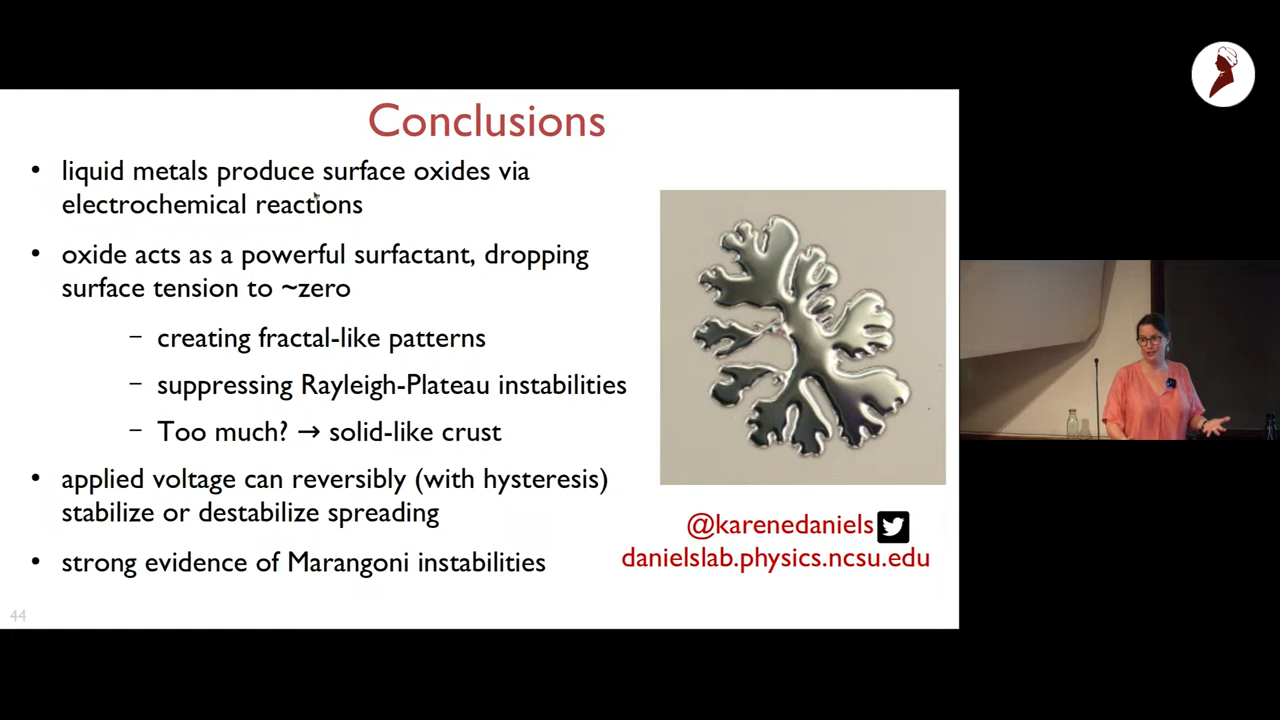 Conclusions
• liquid metals produce surface oxides via
electrochemical reactions
• oxide acts as a powerful surfactant, dropping
surface tension to ~zero
– creating fractal-like patterns
– suppressing Rayleigh-Plateau instabilities
– Too much? → solid-like crust
• applied voltage can reversibly (with hysteresis)
stabilize or destabilize spreading
• strong evidence of Marangoni instabilities
@karenedaniels
danielslab.physics.ncsu.edu
44